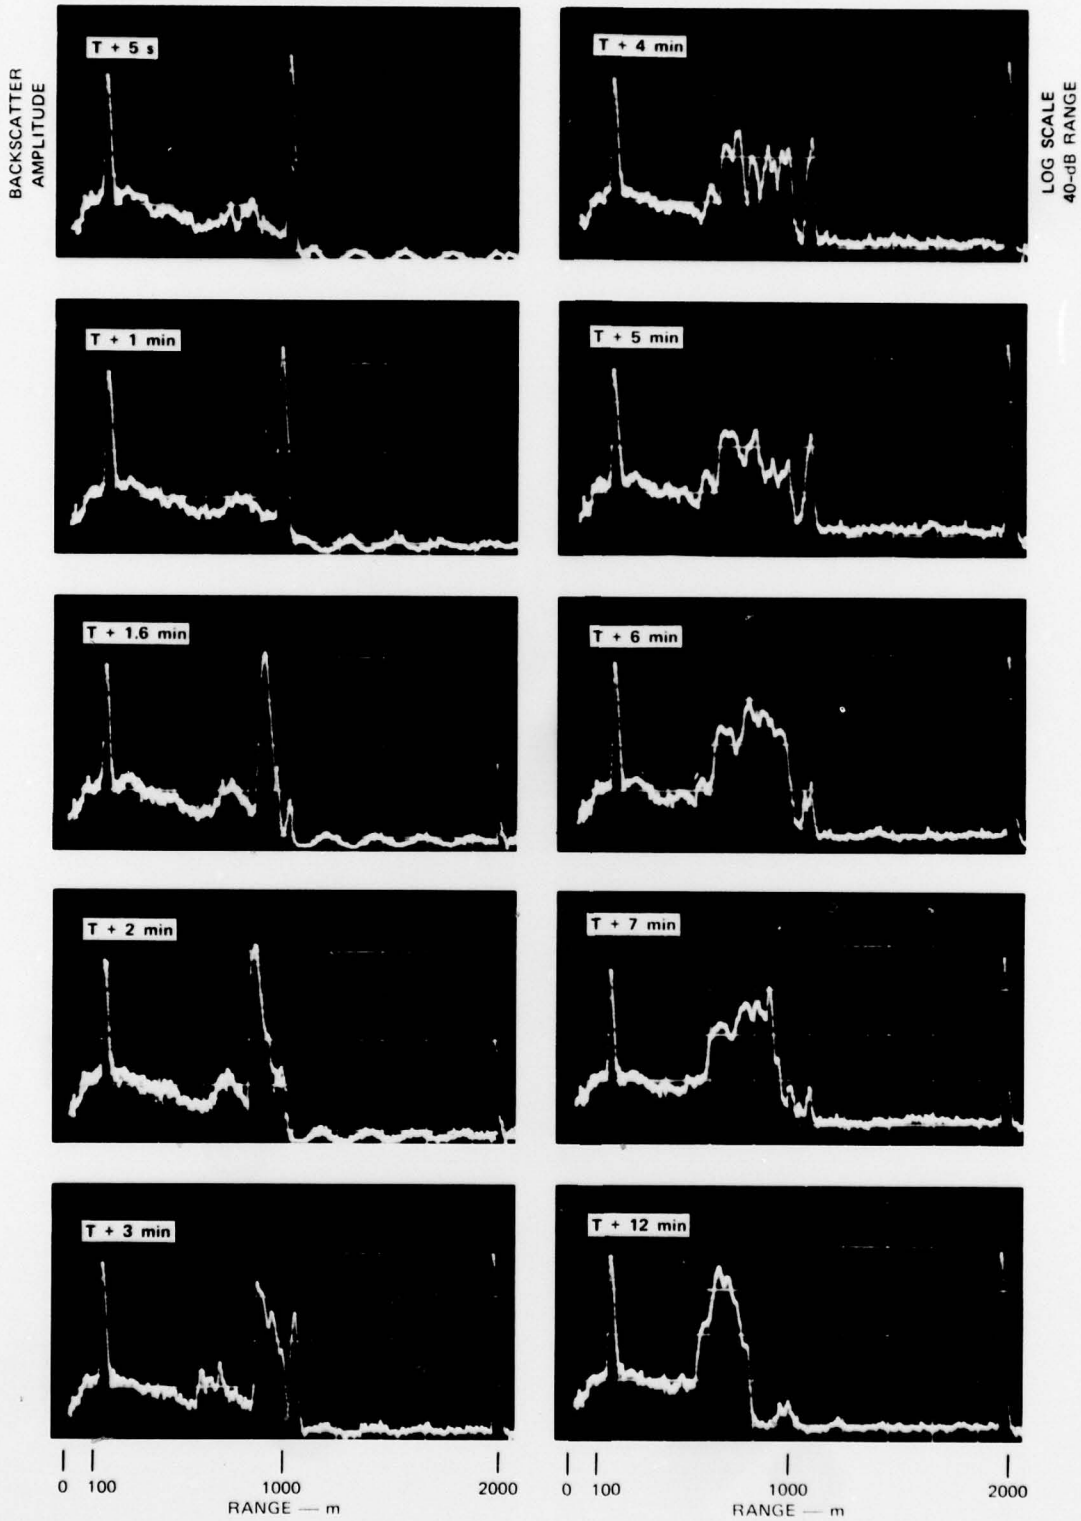 BACKSCATTER
AMPLITUDE
T + 5 s
T + 1 min
T + 1.6 min
T + 2 min
T + 3 min
0 100 1000 2000
RANGE — m
T + 4 min
T + 5 min
T + 6 min
T + 7 min
T + 12 min
0 100 1000 2000
RANGE — m
LOG SCALE
40-dB RANGE